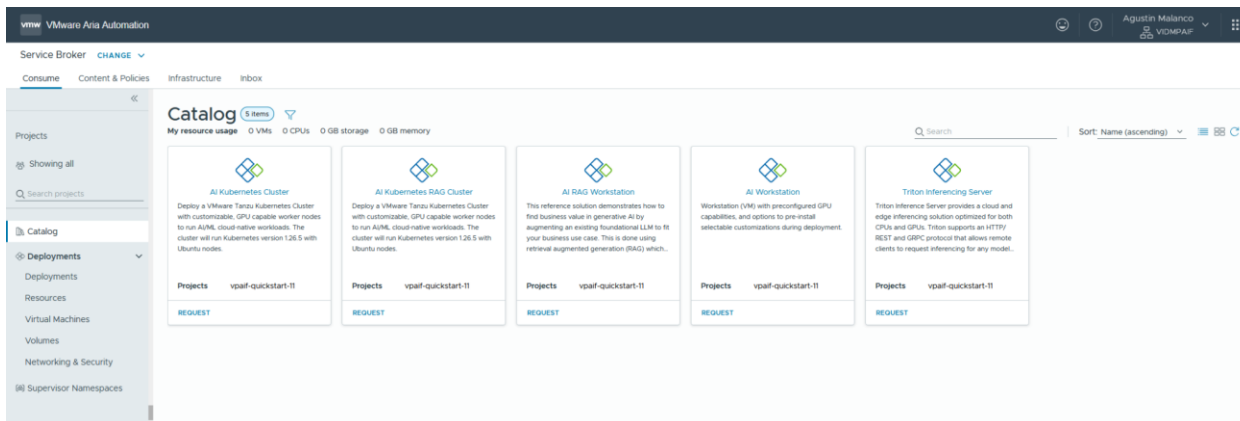 vmw VMware Aria Automation
Agustin Malanco
VIDMPAIF
Service Broker CHANGE
Consume Content & Policies Infrastructure Inbox
Projects
Showing all
Search projects
Catalog
Deployments
Deployments
Resources
Virtual Machines
Volumes
Networking & Security
Supervisor Namespaces
Catalog 5 items
My resource usage 0 VMs 0 CPUs 0 GB storage 0 GB memory
Search
Sort: Name (ascending)
AI Kubernetes Cluster
Deploy a VMware Tanzu Kubernetes Cluster
with customizable, GPU capable worker nodes
to run AI/ML cloud-native workloads. The
cluster will run Kubernetes version 1.26.5 with
Ubuntu nodes.
Projects vpaif-quickstart-11
REQUEST
AI Kubernetes RAG Cluster
Deploy a VMware Tanzu Kubernetes Cluster
with customizable, GPU capable worker nodes
to run AI/ML cloud-native workloads. The
cluster will run Kubernetes version 1.26.5 with
Ubuntu nodes.
Projects vpaif-quickstart-11
REQUEST
AI RAG Workstation
This reference solution demonstrates how to
find business value in generative AI by
augmenting an existing foundational LLM to fit
your business use case. This is done using
retrieval augmented generation (RAG) which...
Projects vpaif-quickstart-11
REQUEST
AI Workstation
Workstation (VM) with preconfigured GPU
capabilities, and options to pre-install
selectable customizations during deployment.
Projects vpaif-quickstart-11
REQUEST
Triton Inferencing Server
Triton Inference Server provides a cloud and
edge inferencing solution optimized for both
CPUs and GPUs. Triton supports an HTTP/
REST and GRPC protocol that allows remote
clients to request inferencing for any model...
Projects vpaif-quickstart-11
REQUEST